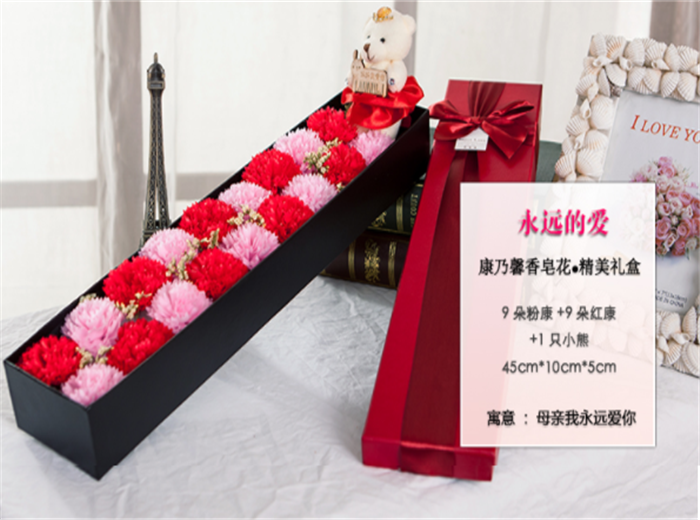 I LOVE YO
永远的爱
康乃馨香皂花●精美礼盒
9 朵粉康 +9 朵红康
+1 只小熊
45cm*10cm*5cm
寓意 ： 母亲我永远爱你